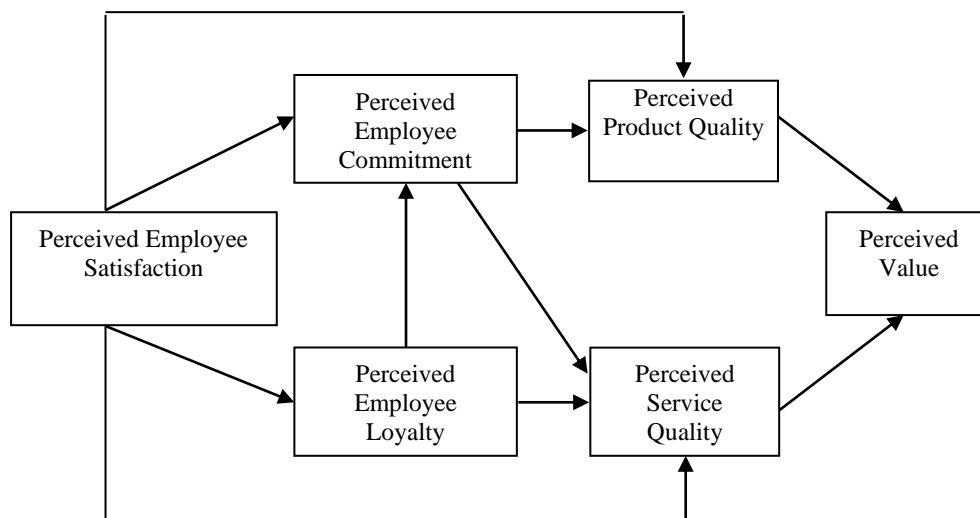 Perceived
Employee
Commitment
Perceived
Product Quality
Perceived Employee
Satisfaction
Perceived
Value
Perceived
Employee
Loyalty
Perceived
Service
Quality